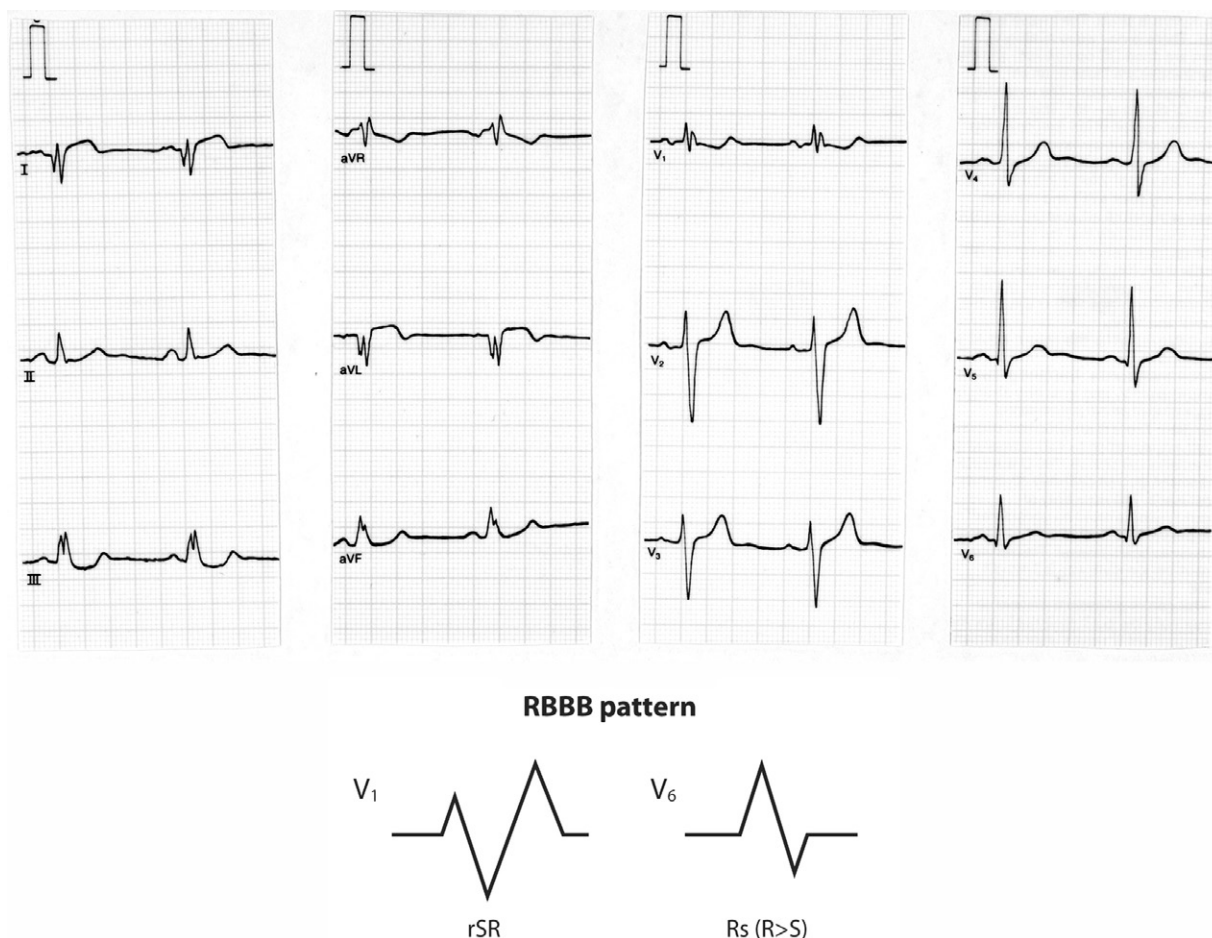 I
II
III
aVR
aVL
aVF
V₁
V₂
V₃
V₄
V₅
V₆
RBBB pattern
V₁
V₆
rSR
Rs (R>S)